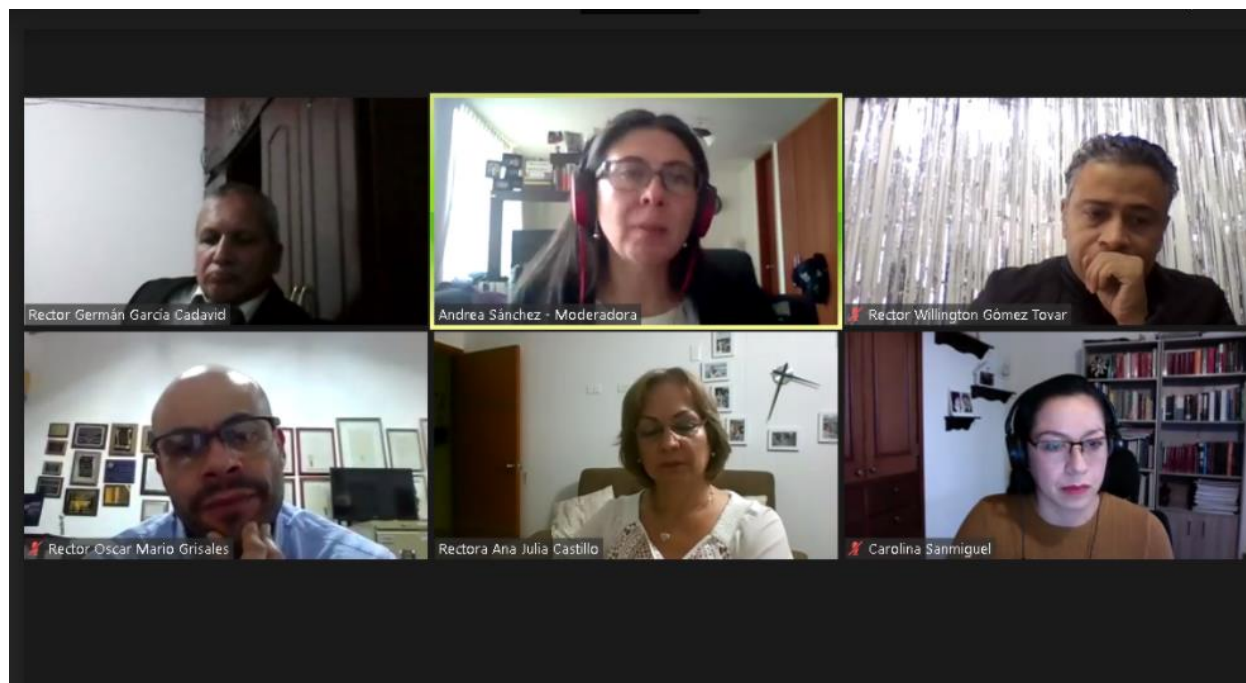 Rector Germán García Cadavid
Andrea Sánchez - Moderadora
Rector Willington Gómez Tovar
Rector Oscar Mario Grisales
Rectora Ana Julia Castillo
Carolina Sanmiguel